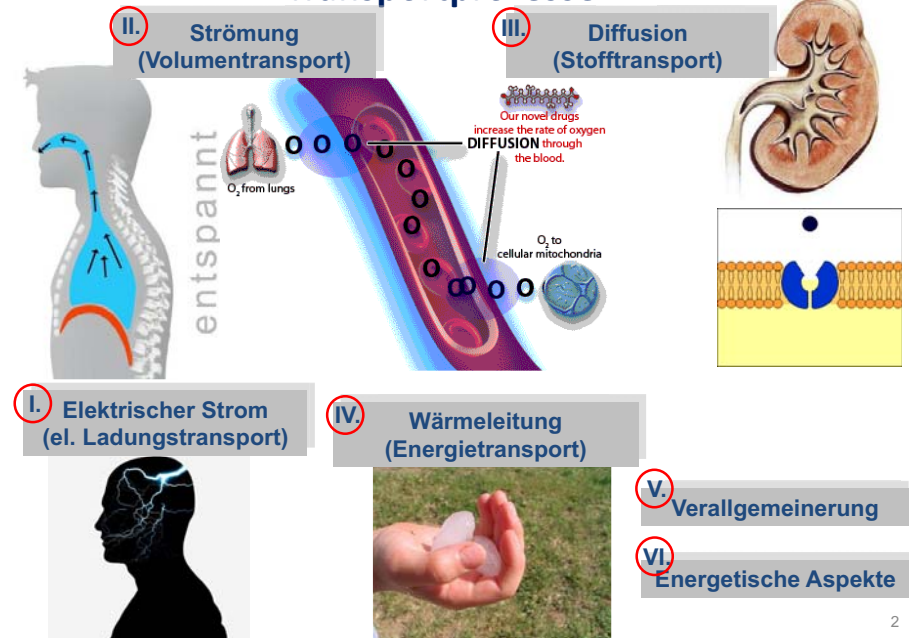 II.
Strömung
(Volumentransport)
III.
Diffusion
(Stofftransport)
entspannt
O₂ from lungs
O O O O
O
O
O
O
O O O O
Our novel drugs
increase the rate of oxygen
DIFFUSION through
the blood.
O₂ to
cellular mitochondria
I.
Elektrischer Strom
(el. Ladungstransport)
IV.
Wärmeleitung
(Energietransport)
V.
Verallgemeinerung
VI.
Energetische Aspekte
2